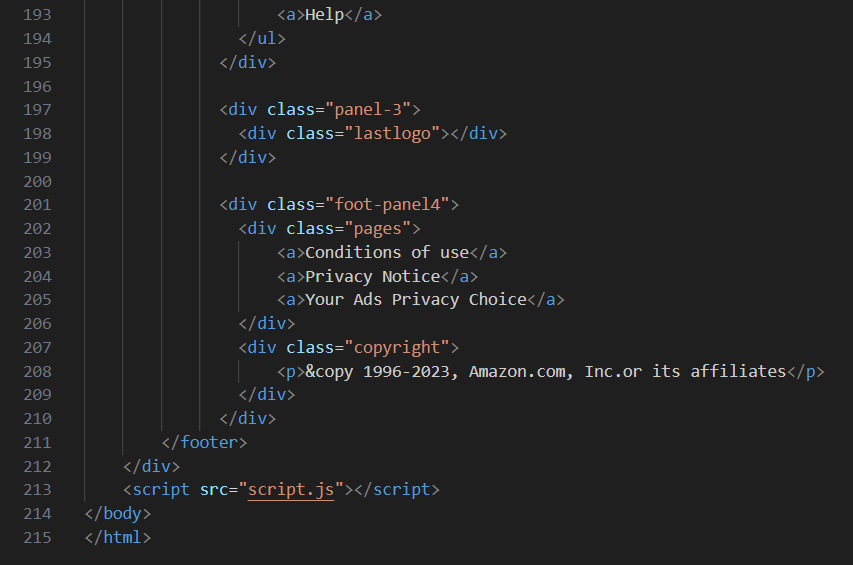 193 <a>Help</a>
194 </ul>
195 </div>
196
197 <div class="panel-3">
198 <div class="lastlogo"></div>
199 </div>
200
201 <div class="foot-panel4">
202 <div class="pages">
203 <a>Conditions of use</a>
204 <a>Privacy Notice</a>
205 <a>Your Ads Privacy Choice</a>
206 </div>
207 <div class="copyright">
208 <p>&copy 1996-2023, Amazon.com, Inc.or its affiliates</p>
209 </div>
210 </div>
211 </footer>
212 </div>
213 <script src="script.js"></script>
214 </body>
215 </html>